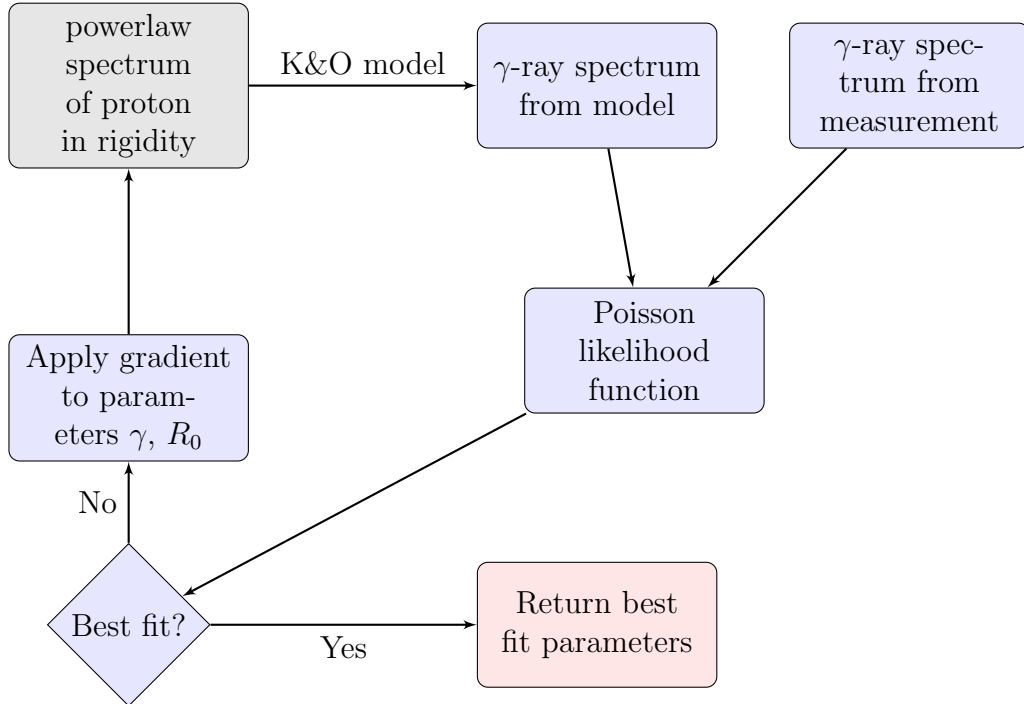 powerlaw
spectrum
of proton
in rigidity
K&O model
γ-ray spectrum
from model
γ-ray spec-
trum from
measurement
Poisson
likelihood
function
Apply gradient
to param-
eters γ, R₀
No
Best fit?
Yes
Return best
fit parameters